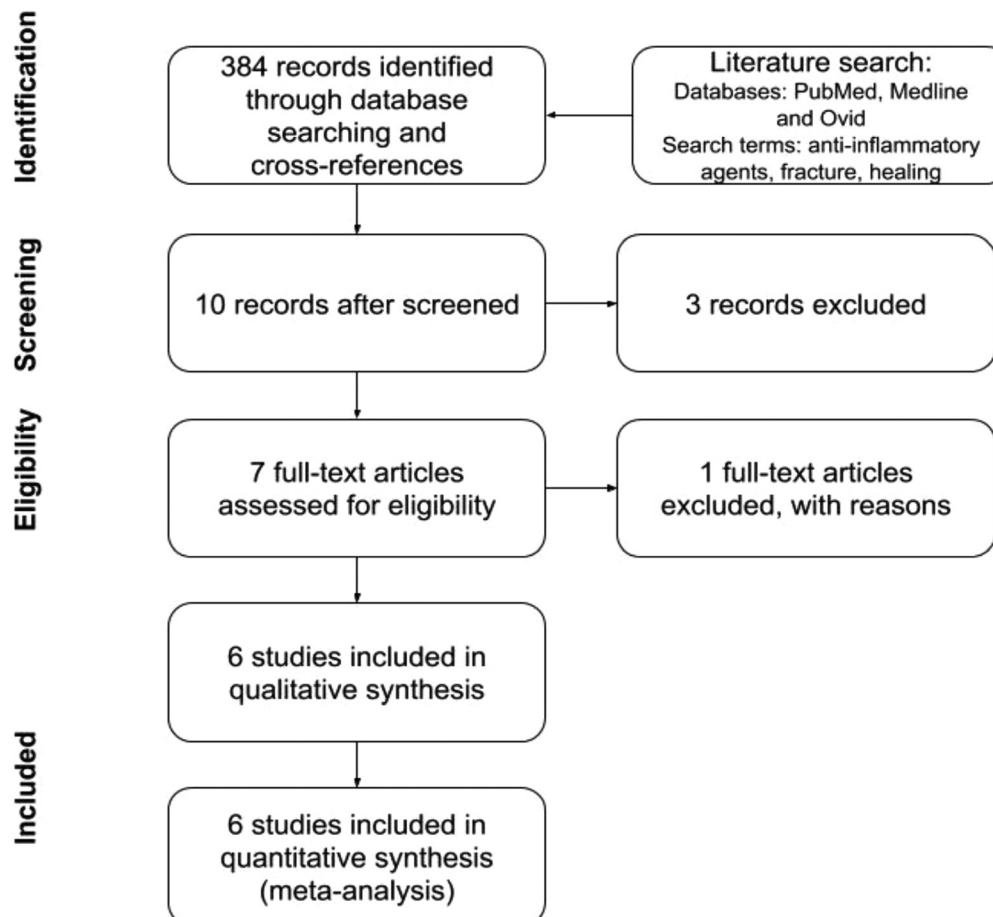 Identification
384 records identified
through database
searching and
cross-references
Literature search:
Databases: PubMed, Medline
and Ovid
Search terms: anti-inflammatory
agents, fracture, healing
Screening
10 records after screened
3 records excluded
Eligibility
7 full-text articles
assessed for eligibility
1 full-text articles
excluded, with reasons
Included
6 studies included in
qualitative synthesis
6 studies included in
quantitative synthesis
(meta-analysis)